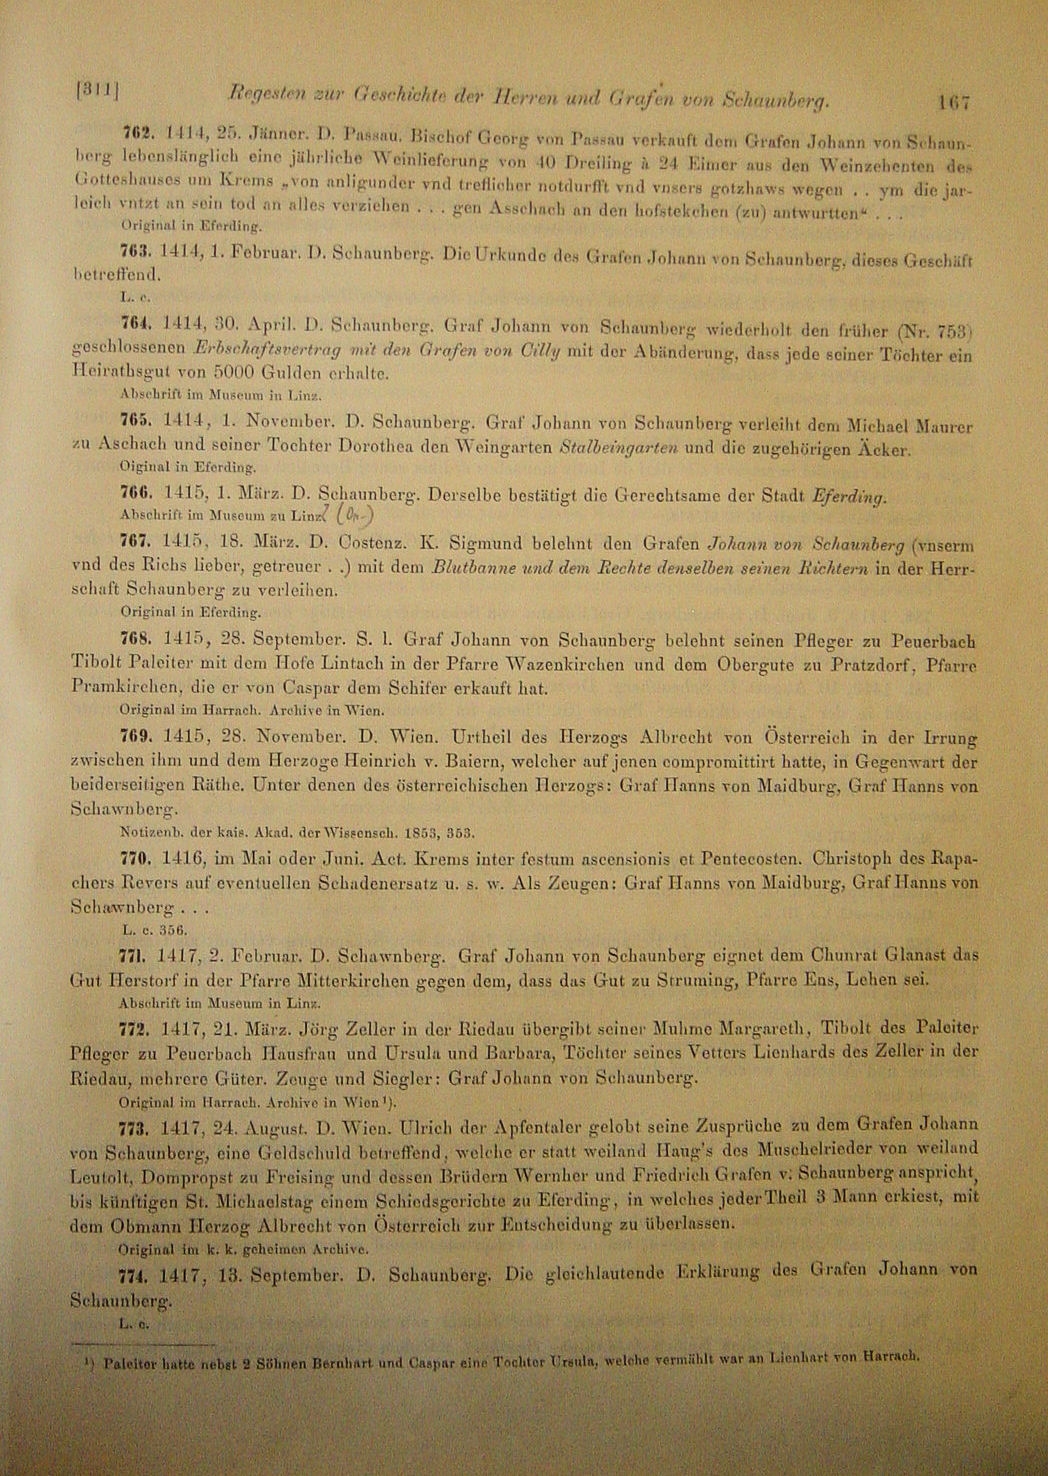 [311] Regesten zur Geschichte der Herren und Grafen von Schaunberg. 167
762. 1414, 25. Jänner. D. Passau. Bischof Georg von Passau verkauft dem Grafen Johann von Schaun-
berg lebenslänglich eine jährliche Weinlieferung von 40 Dreiling à 24 Eimer aus den Weinzehenten des
Gotteshauses um Krems „von anligunder vnd treflicher notdurfft vnd vnsers gotzhaws wegen . . ym die jar-
leich vntzt an sein tod an alles verziehen . . . gen Asschach an den hofstekchen (zu) antwurtten“ . . .
Original in Eferding.
763. 1414, 1. Februar. D. Schaunberg. Die Urkunde des Grafen Johann von Schaunberg, dieses Geschäft
betreffend.
L. c.
764. 1414, 30. April. D. Schaunberg. Graf Johann von Schaunberg wiederholt den früher (Nr. 753)
geschlossenen Erbschaftsvertrag mit den Grafen von Cilly mit der Abänderung, dass jede seiner Töchter ein
Heirathsgut von 5000 Gulden erhalte.
Abschrift im Museum in Linz.
765. 1414, 1. November. D. Schaunberg. Graf Johann von Schaunberg verleiht dem Michael Maurer
zu Aschach und seiner Tochter Dorothea den Weingarten Stalbeingarten und die zugehörigen Äcker.
Oiginal in Eferding.
766. 1415, 1. März. D. Schaunberg. Derselbe bestätigt die Gerechtsame der Stadt Eferding.
Abschrift im Museum zu Linz? (Or.)
767. 1415, 18. März. D. Costenz. K. Sigmund belehnt den Grafen Johann von Schaunberg (vnserm
vnd des Richs lieber, getreuer . .) mit dem Blutbanne und dem Rechte denselben seinen Richtern in der Herr-
schaft Schaunberg zu verleihen.
Original in Eferding.
768. 1415, 28. September. S. l. Graf Johann von Schaunberg belehnt seinen Pfleger zu Peuerbach
Tibolt Paleiter mit dem Hofe Lintach in der Pfarre Wazenkirchen und dem Obergute zu Pratzdorf, Pfarre
Pramkirchen, die er von Caspar dem Schifer erkauft hat.
Original im Harrach. Archive in Wien.
769. 1415, 28. November. D. Wien. Urtheil des Herzogs Albrecht von Österreich in der Irrung
zwischen ihm und dem Herzoge Heinrich v. Baiern, welcher auf jenen compromittirt hatte, in Gegenwart der
beiderseitigen Räthe. Unter denen des österreichischen Herzogs: Graf Hanns von Maidburg, Graf Hanns von
Schawnberg.
Notizenb. der kais. Akad. der Wissensch. 1853, 353.
770. 1416, im Mai oder Juni. Act. Krems inter festum ascensionis et Pentecosten. Christoph des Rapa-
chers Revers auf eventuellen Schadenersatz u. s. w. Als Zeugen: Graf Hanns von Maidburg, Graf Hanns von
Schawnberg . . .
L. c. 356.
771. 1417, 2. Februar. D. Schawnberg. Graf Johann von Schaunberg eignet dem Chunrat Glanast das
Gut Herstorf in der Pfarre Mitterkirchen gegen dem, dass das Gut zu Struming, Pfarre Ens, Lehen sei.
Abschrift im Museum in Linz.
772. 1417, 21. März. Jörg Zeller in der Riedau übergibt seiner Muhme Margareth, Tibolt des Paleiter
Pfleger zu Peuerbach Hausfrau und Ursula und Barbara, Töchter seines Vetters Lienhards des Zeller in der
Riedau, mehrere Güter. Zeuge und Siegler: Graf Johann von Schaunberg.
Original im Harrach. Archive in Wien ¹).
773. 1417, 24. August. D. Wien. Ulrich der Apfentaler gelobt seine Zusprüche zu dem Grafen Johann
von Schaunberg, eine Geldschuld betreffend, welche er statt weiland Haug's des Muschelrieder von weiland
Leutolt, Dompropst zu Freising und dessen Brüdern Wernher und Friedrich Grafen v. Schaunberg anspricht,
bis künftigen St. Michaelstag einem Schiedsgerichte zu Eferding, in welches jeder Theil 3 Mann erkiest, mit
dem Obmann Herzog Albrecht von Österreich zur Entscheidung zu überlassen.
Original im k. k. geheimen Archive.
774. 1417, 13. September. D. Schaunberg. Die gleichlautende Erklärung des Grafen Johann von
Schaunberg.
L. c.
¹) Paleiter hatte nebst 2 Söhnen Bernhart und Caspar eine Tochter Ursula, welche vermählt war an Lienhart von Harrach.